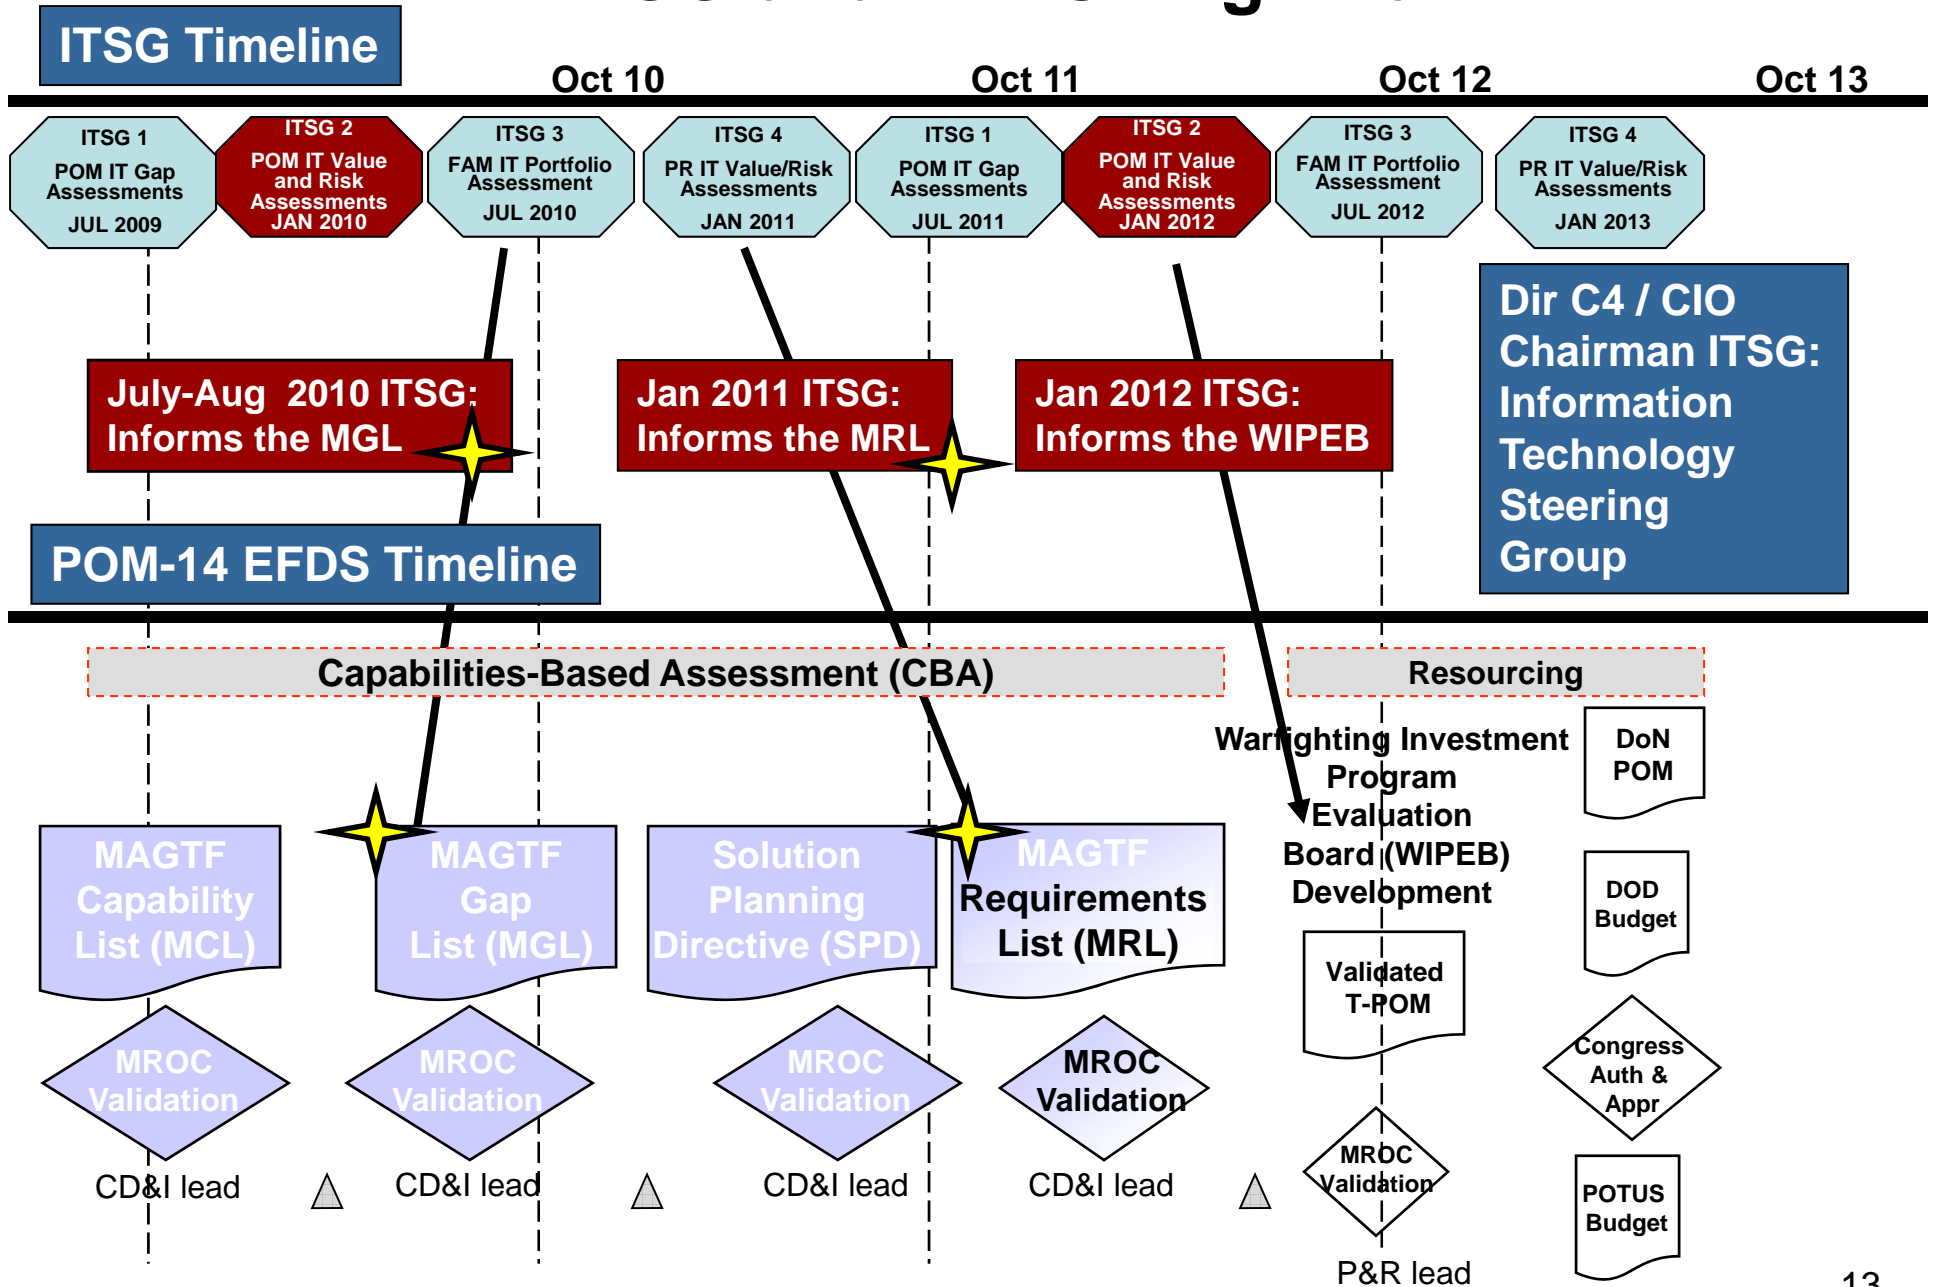 ITSG Timeline
Oct 10
Oct 11
Oct 12
Oct 13
ITSG 1
POM IT Gap
Assessments
JUL 2009
ITSG 2
POM IT Value
and Risk
Assessments
JAN 2010
ITSG 3
FAM IT Portfolio
Assessment
JUL 2010
ITSG 4
PR IT Value/Risk
Assessments
JAN 2011
ITSG 1
POM IT Gap
Assessments
JUL 2011
ITSG 2
POM IT Value
and Risk
Assessments
JAN 2012
ITSG 3
FAM IT Portfolio
Assessment
JUL 2012
ITSG 4
PR IT Value/Risk
Assessments
JAN 2013
July-Aug 2010 ITSG:
Informs the MGL
Jan 2011 ITSG:
Informs the MRL
Jan 2012 ITSG:
Informs the WIPEB
Dir C4 / CIO
Chairman ITSG:
Information
Technology
Steering
Group
POM-14 EFDS Timeline
Capabilities-Based Assessment (CBA)
Resourcing
MAGTF
Capability
List (MCL)
MAGTF
Gap
List (MGL)
Solution
Planning
Directive (SPD)
MAGTF
Requirements
List (MRL)
Warfighting Investment
Program
Evaluation
Board (WIPEB)
Development
DoN
POM
DOD
Budget
Validated
T-POM
Congress
Auth &
Appr
MROC
Validation
MROC
Validation
MROC
Validation
MROC
Validation
MROC
Validation
POTUS
Budget
CD&I lead
CD&I lead
CD&I lead
CD&I lead
P&R lead
13